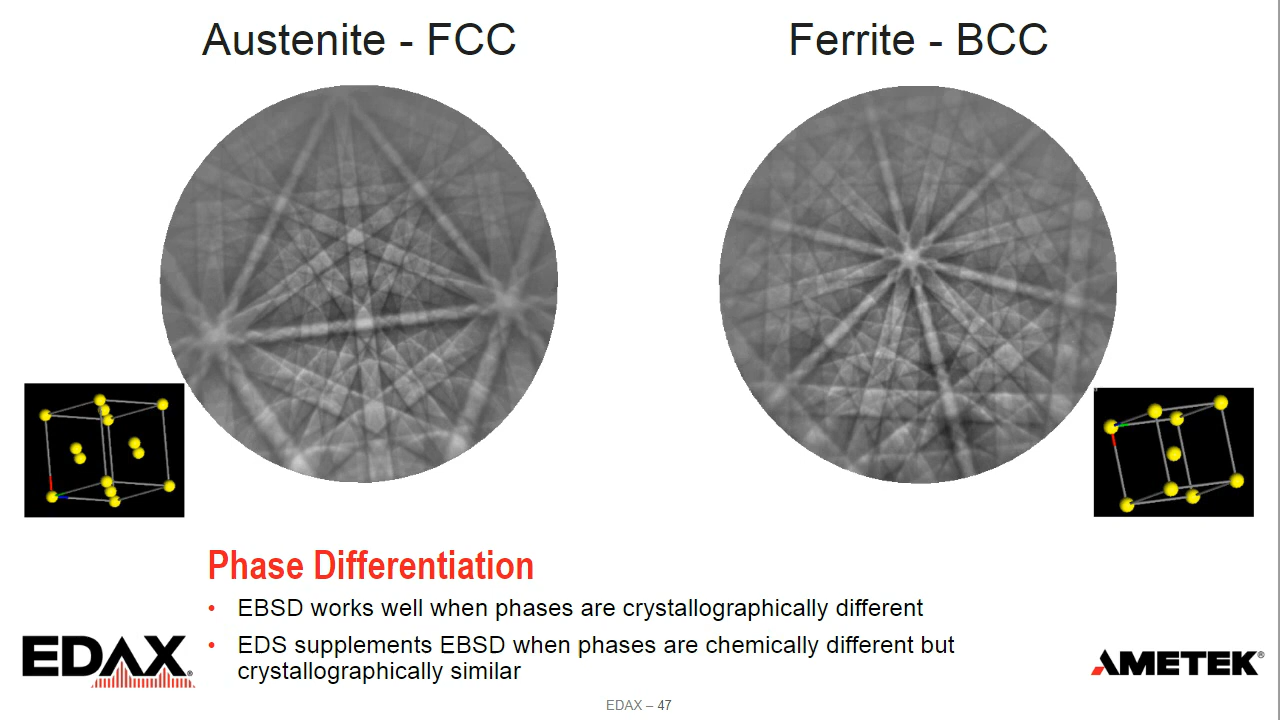 Austenite - FCC
Ferrite - BCC
Phase Differentiation
• EBSD works well when phases are crystallographically different
• EDS supplements EBSD when phases are chemically different but
crystallographically similar
EDAX®
AMETEK®
EDAX – 47